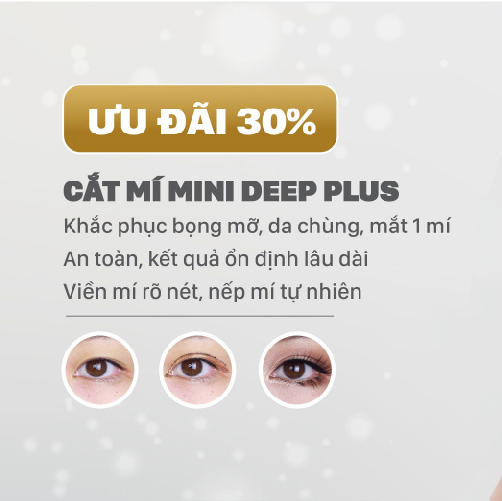 ƯU ĐÃI 30%
CẮT MÍ MINI DEEP PLUS
Khắc phục bọng mỡ, da chùng, mắt 1 mí
An toàn, kết quả ổn định lâu dài
Viền mí rõ nét, nếp mí tự nhiên